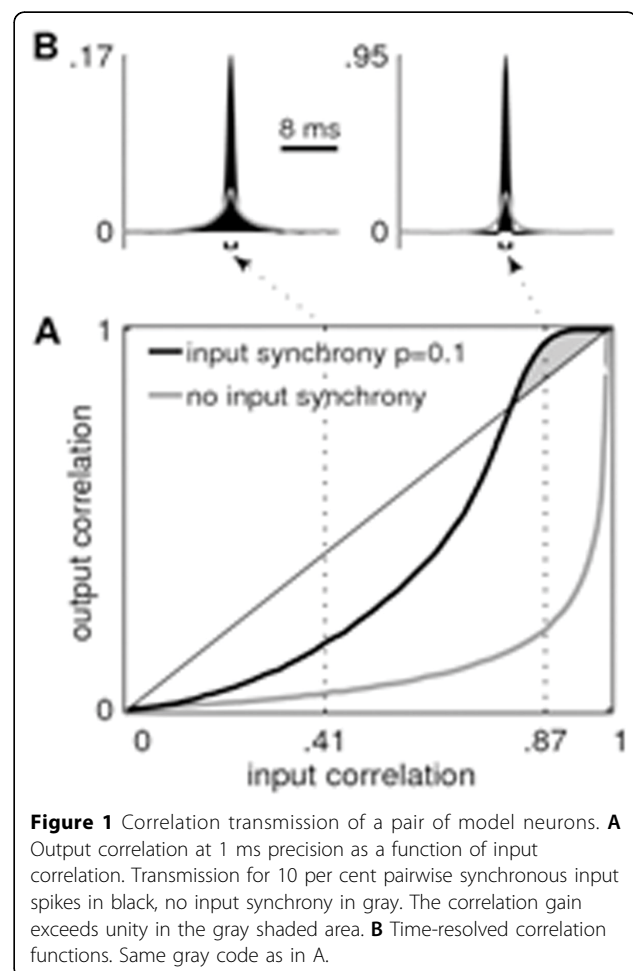 B .17 .95
8 ms
0 0
A 1
input synchrony p=0.1
no input synchrony
output correlation
0
0 .41 .87 1
input correlation
Figure 1 Correlation transmission of a pair of model neurons. A
Output correlation at 1 ms precision as a function of input
correlation. Transmission for 10 per cent pairwise synchronous input
spikes in black, no input synchrony in gray. The correlation gain
exceeds unity in the gray shaded area. B Time-resolved correlation
functions. Same gray code as in A.